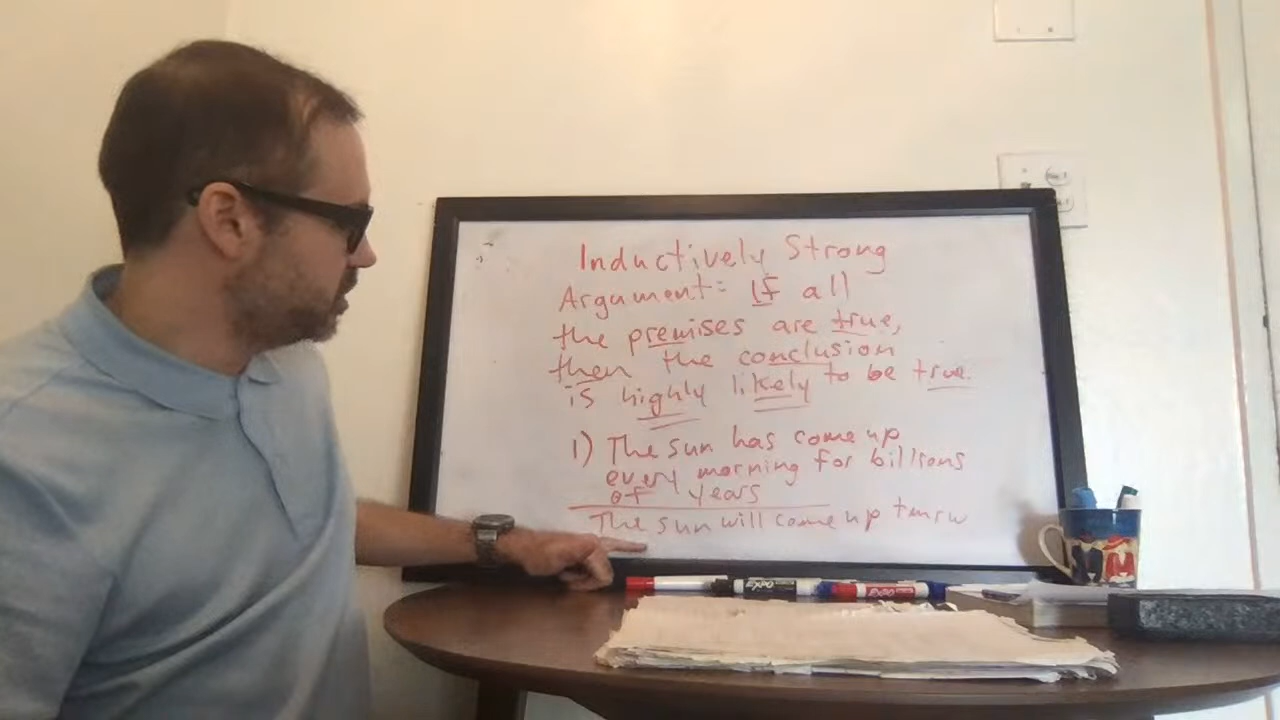 Inductively Strong
Argument: If all
the premises are true,
then the conclusion
is highly likely to be true.
1) The sun has come up
every morning for billions
of years
The sun will come up tmrw
EXPO
EXPO